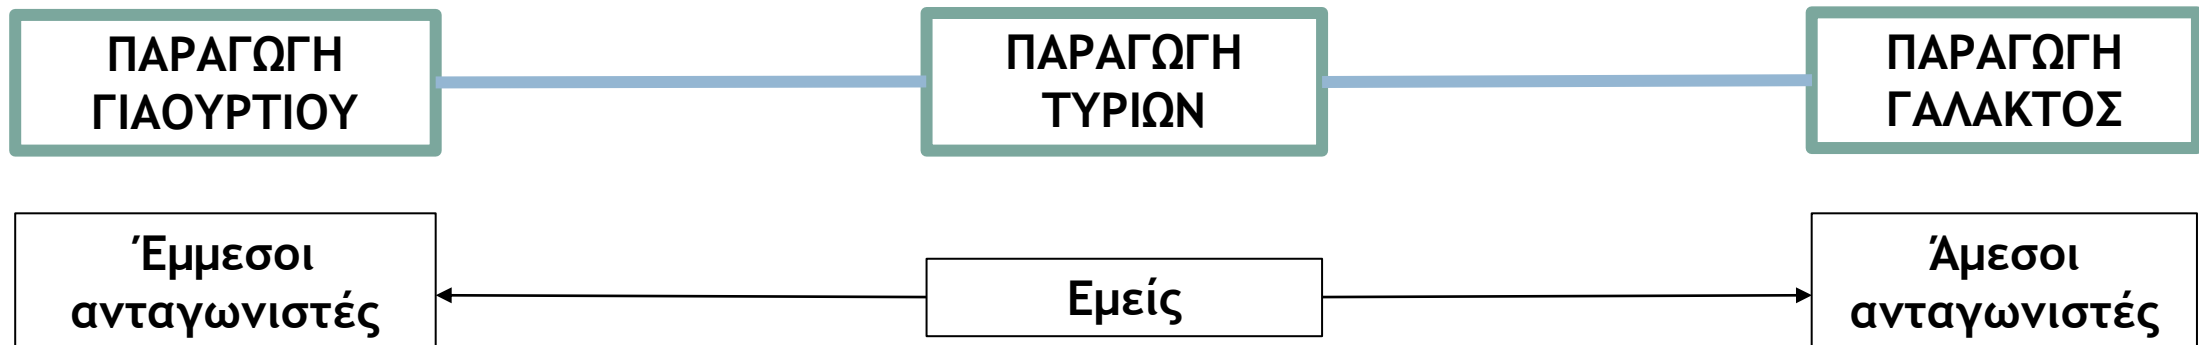 ΠΑΡΑΓΩΓΗ
ΓΙΑΟΥΡΤΙΟΥ
ΠΑΡΑΓΩΓΗ
ΤΥΡΙΩΝ
ΠΑΡΑΓΩΓΗ
ΓΑΛΑΚΤΟΣ
Έμμεσοι
ανταγωνιστές
Εμείς
Άμεσοι
ανταγωνιστές